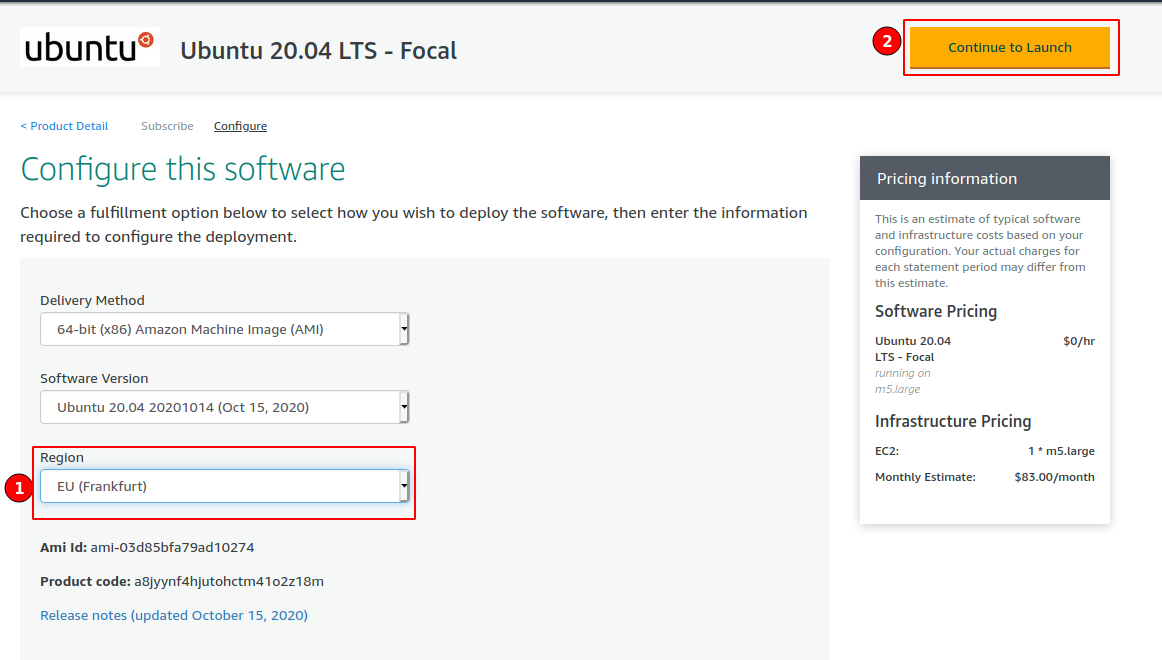 ubuntu
Ubuntu 20.04 LTS - Focal
2
Continue to Launch
< Product Detail
Subscribe
Configure
Configure this software
Choose a fulfillment option below to select how you wish to deploy the software, then enter the information
required to configure the deployment.
Delivery Method
64-bit (x86) Amazon Machine Image (AMI)
Software Version
Ubuntu 20.04 20201014 (Oct 15, 2020)
Region
1
EU (Frankfurt)
Ami Id: ami-03d85bfa79ad10274
Product code: a8jyynf4hjutohctm41o2z18m
Release notes (updated October 15, 2020)
Pricing information
This is an estimate of typical software
and infrastructure costs based on your
configuration. Your actual charges for
each statement period may differ from
this estimate.
Software Pricing
Ubuntu 20.04 $0/hr
LTS - Focal
running on
m5.large
Infrastructure Pricing
EC2: 1 * m5.large
Monthly Estimate: $83.00/month